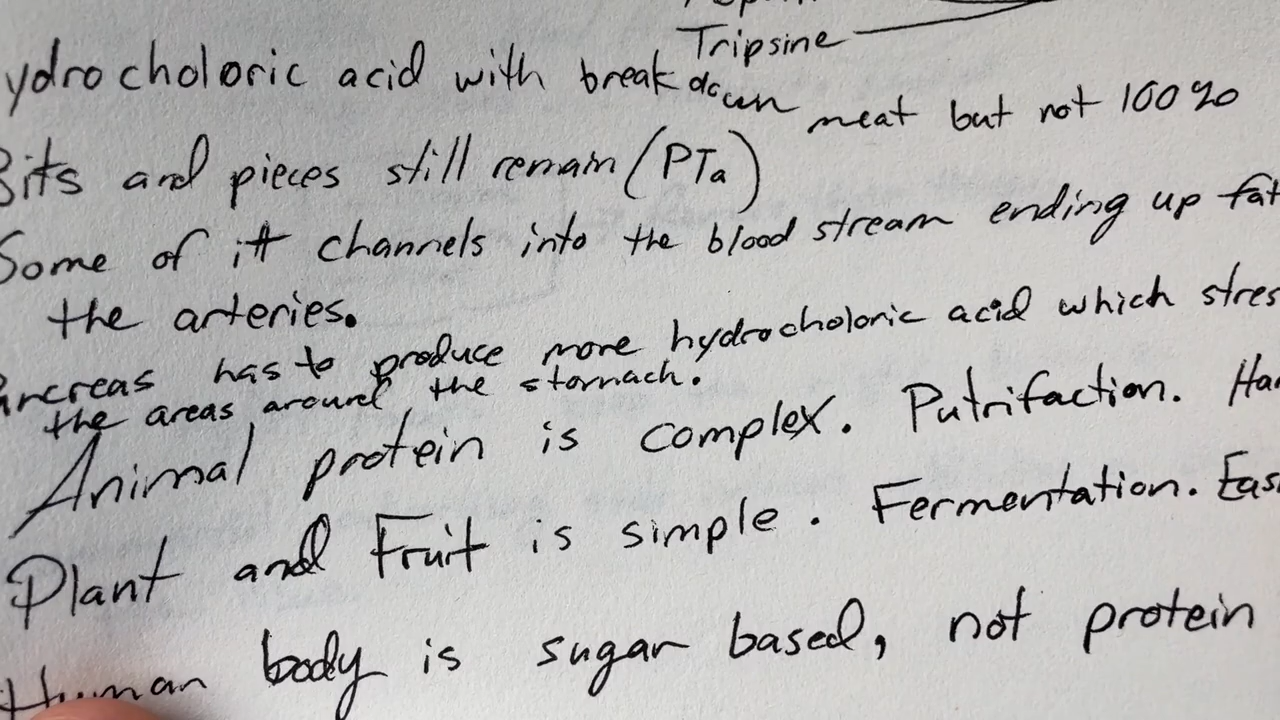 Tripsine
ydrocholoric acid with break down meat but not 100%
Bits and pieces still remain (PTa)
Some of it channels into the blood stream ending up fat
the arteries.
ancreas has to produce more hydrocholoric acid which stres
the areas around the stomach.
Animal protein is complex. Putrifaction. Har
Plant and Fruit is simple. Fermentation. Eas
Human body is sugar based, not protein